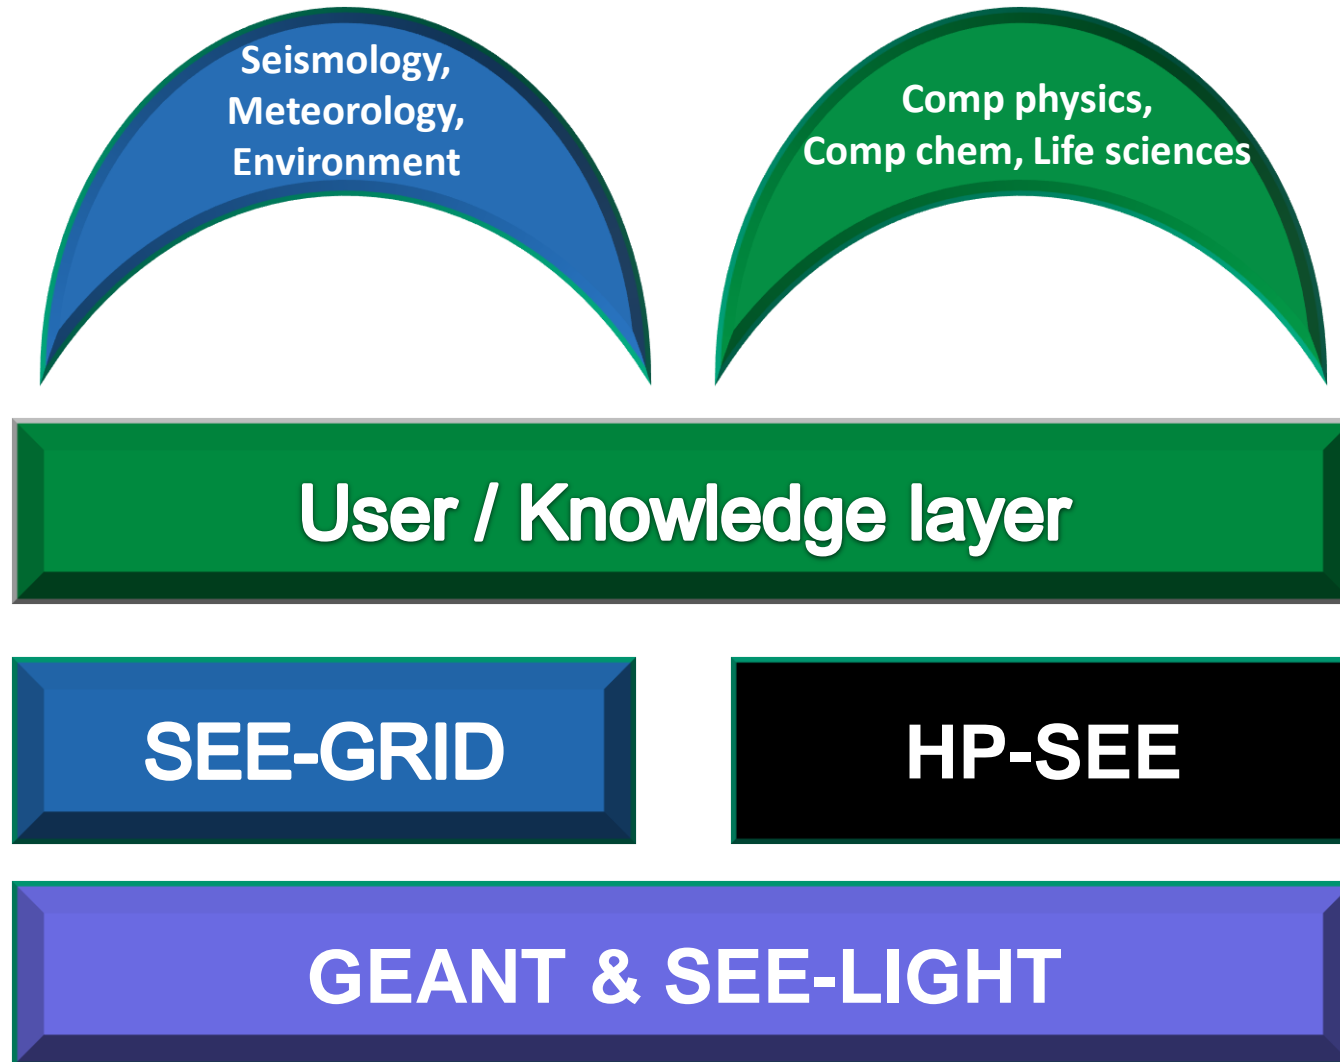 Seismology,
Meteorology,
Environment
Comp physics,
Comp chem, Life sciences
User / Knowledge layer
SEE-GRID
HP-SEE
GEANT & SEE-LIGHT